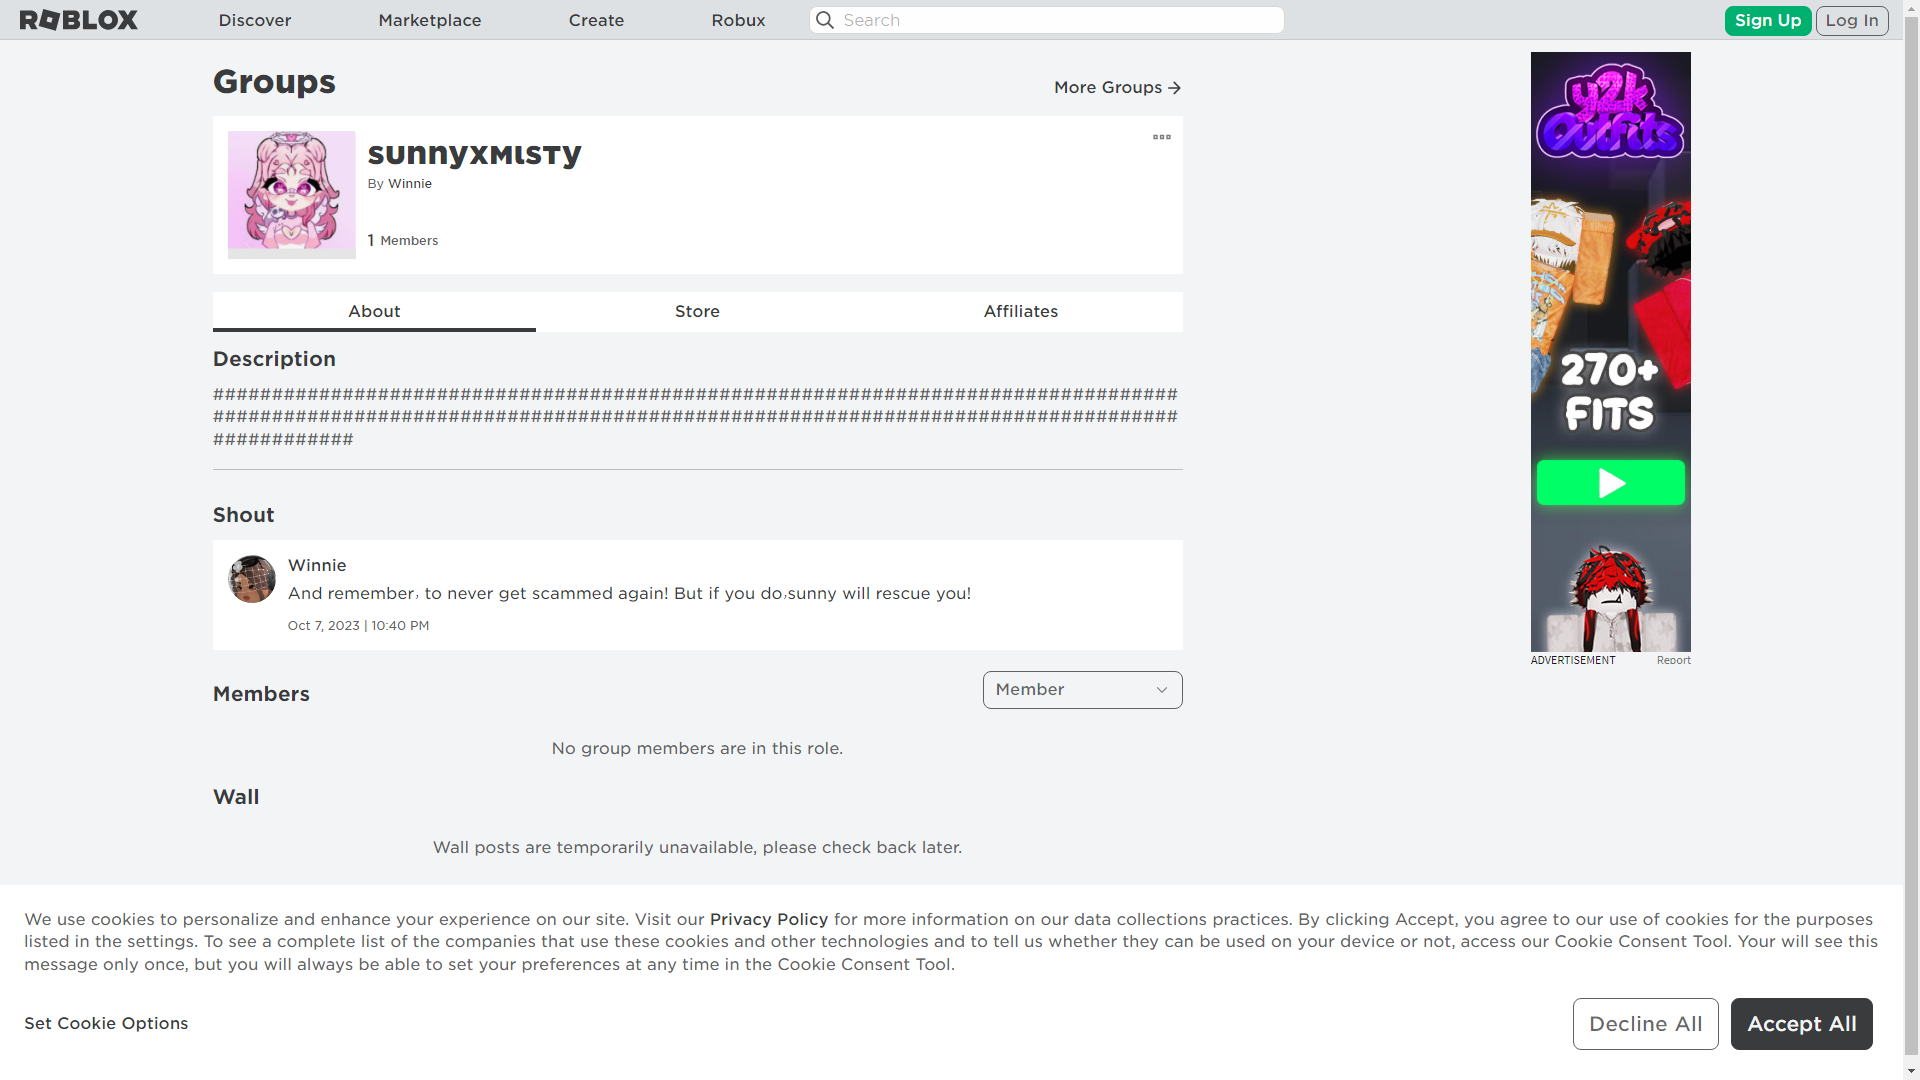 ROBLOX
Discover
Marketplace
Create
Robux
Search
Sign Up
Log In
Groups
More Groups
sunnyxMιsTy
By Winnie
1 Members
About
Store
Affiliates
Description
##################################################################################
##################################################################################
############
Shout
Winnie
And remember, to never get scammed again! But if you do,sunny will rescue you!
Oct 7, 2023 | 10:40 PM
Members
Member
No group members are in this role.
Wall
Wall posts are temporarily unavailable, please check back later.
y2k
Outfits
270+
FITS
ADVERTISEMENT
Report
We use cookies to personalize and enhance your experience on our site. Visit our Privacy Policy for more information on our data collections practices. By clicking Accept, you agree to our use of cookies for the purposes
listed in the settings. To see a complete list of the companies that use these cookies and other technologies and to tell us whether they can be used on your device or not, access our Cookie Consent Tool. Your will see this
message only once, but you will always be able to set your preferences at any time in the Cookie Consent Tool.
Set Cookie Options
Decline All
Accept All